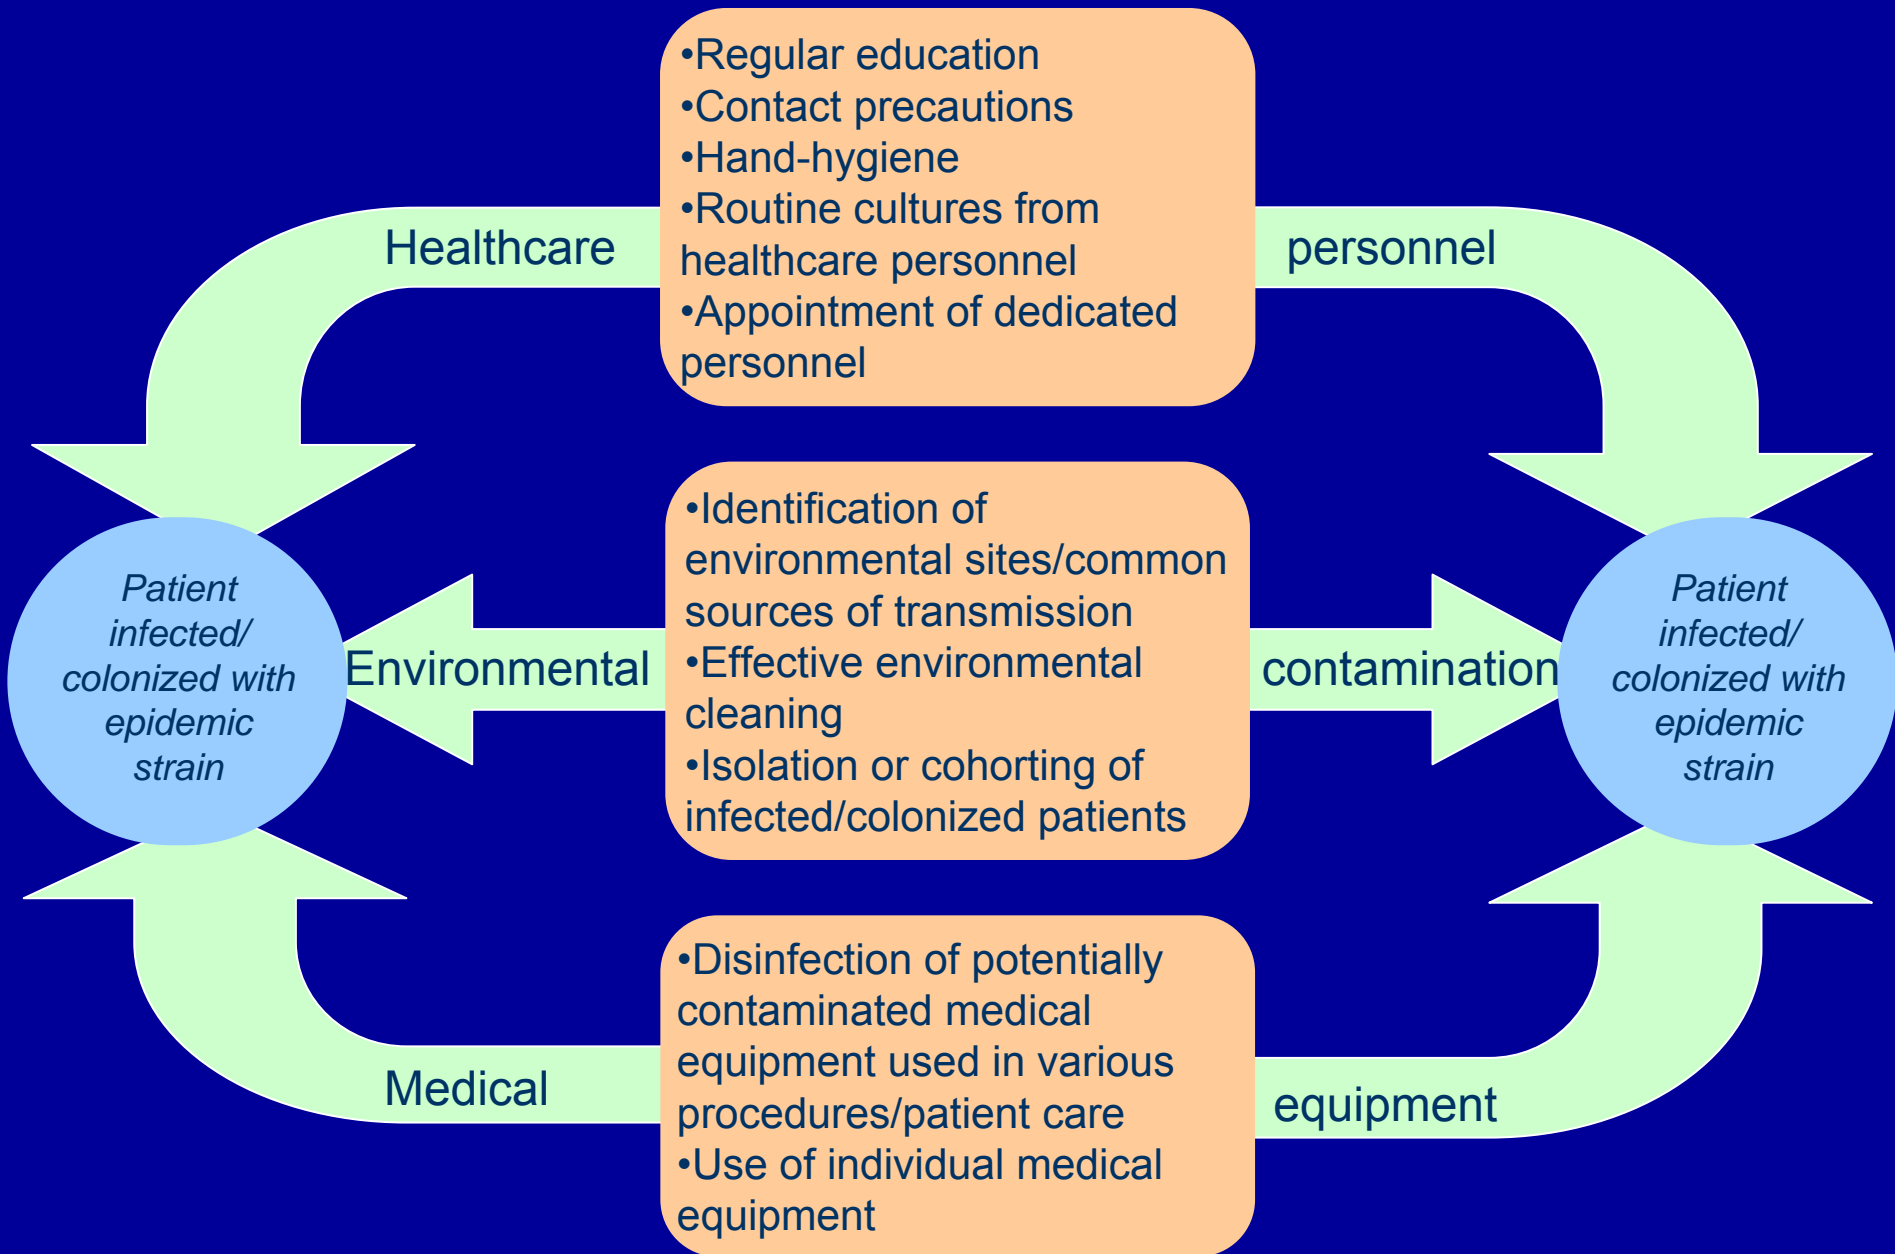 •Regular education
•Contact precautions
•Hand-hygiene
•Routine cultures from
healthcare personnel
•Appointment of dedicated
personnel
Healthcare
personnel
•Identification of
environmental sites/common
sources of transmission
•Effective environmental
cleaning
•Isolation or cohorting of
infected/colonized patients
Patient
infected/
colonized with
epidemic
strain
Environmental
contamination
Patient
infected/
colonized with
epidemic
strain
•Disinfection of potentially
contaminated medical
equipment used in various
procedures/patient care
•Use of individual medical
equipment
Medical
equipment